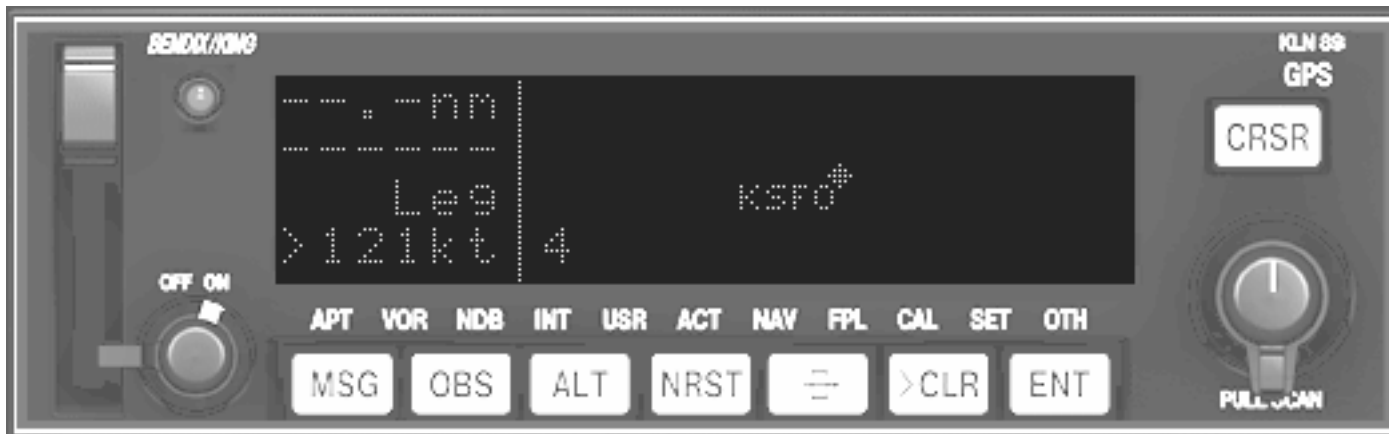 BENDIX/KING
KLN 89
GPS
--.-nm
-----
Leg
>121kt
4
KSFO
CRSR
OFF ON
APT VOR NDB INT USR ACT NAV FPL CAL SET OTH
MSG OBS ALT NRST >CLR ENT
PULL SCAN